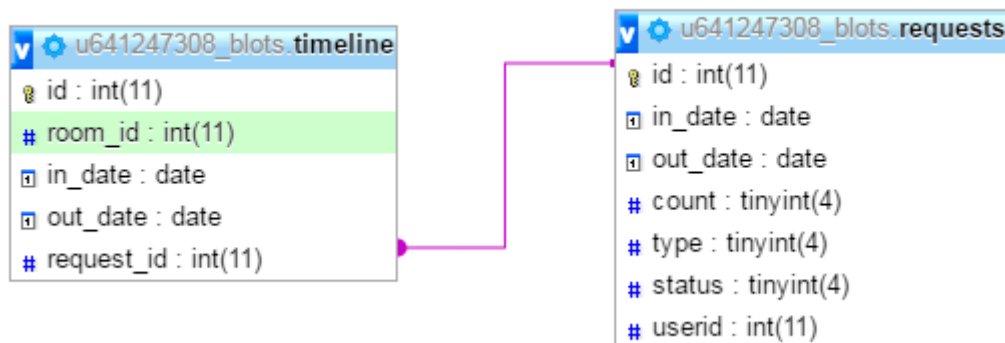 u641247308_blots.timeline
id : int(11)
room_id : int(11)
in_date : date
out_date : date
request_id : int(11)
u641247308_blots.requests
id : int(11)
in_date : date
out_date : date
count : tinyint(4)
type : tinyint(4)
status : tinyint(4)
userid : int(11)